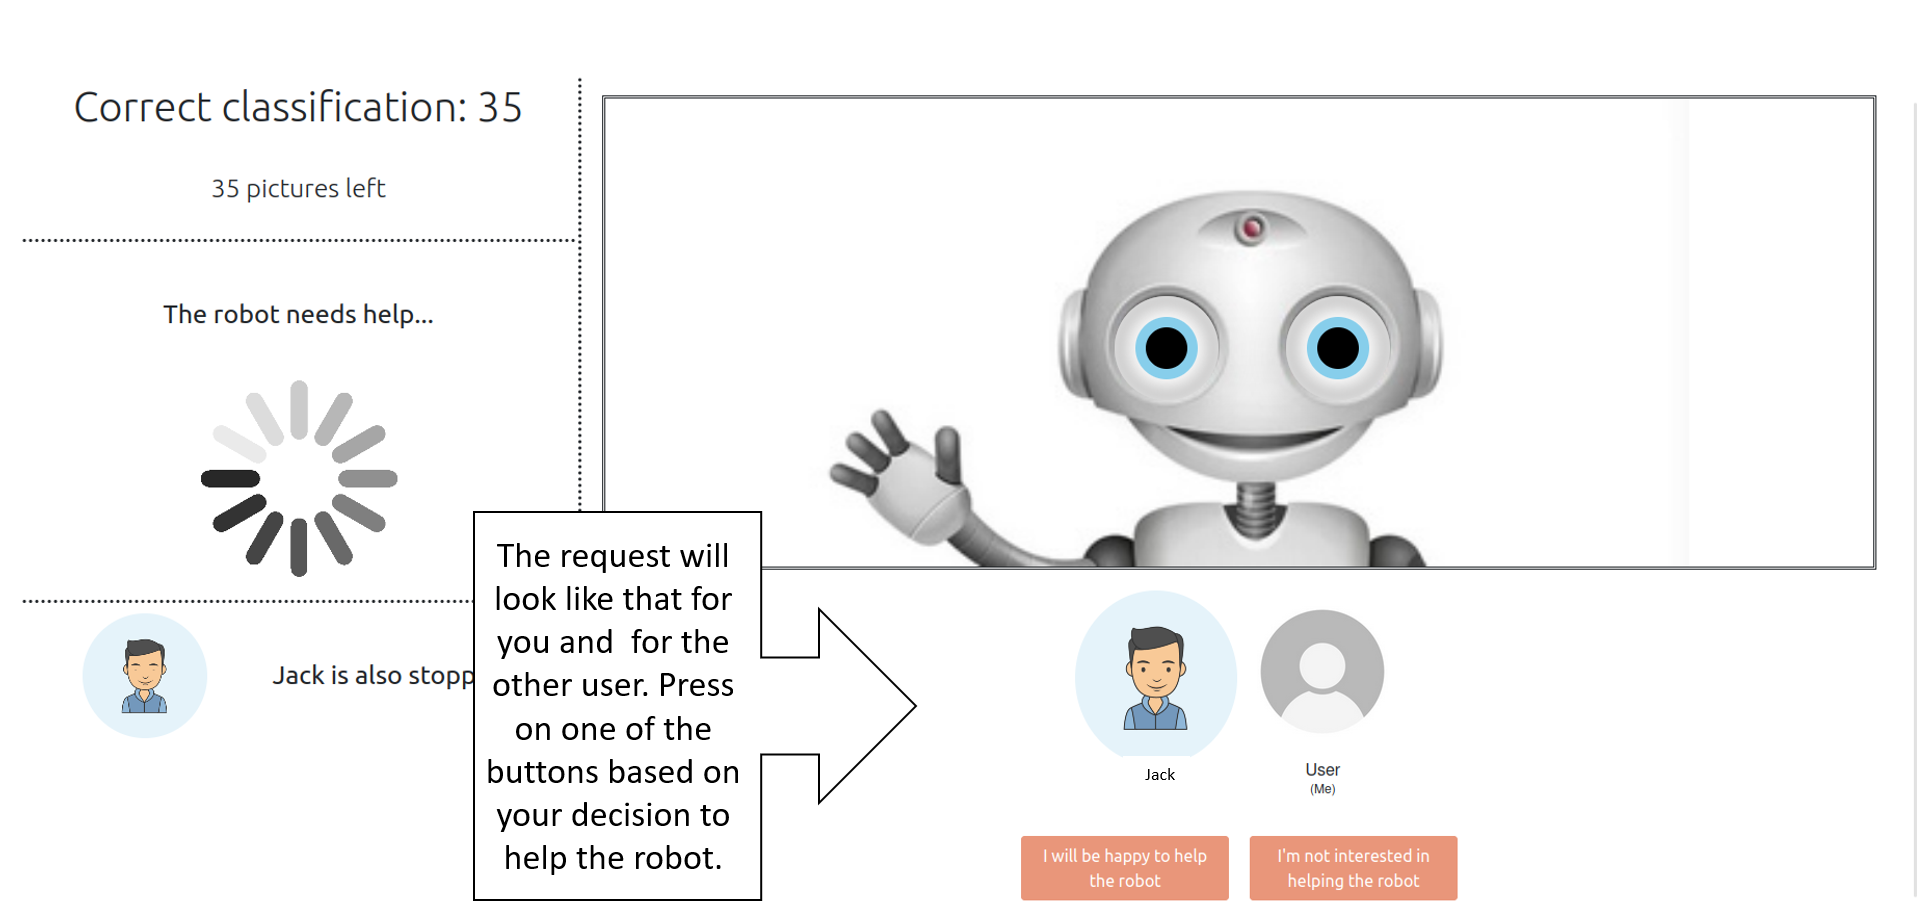 Correct classification: 35
35 pictures left
The robot needs help...
Jack is also stopp
The request will
look like that for
you and  for the
other user. Press
on one of the
buttons based on
your decision to
help the robot.
Jack
User
(Me)
I will be happy to help
the robot
I'm not interested in
helping the robot